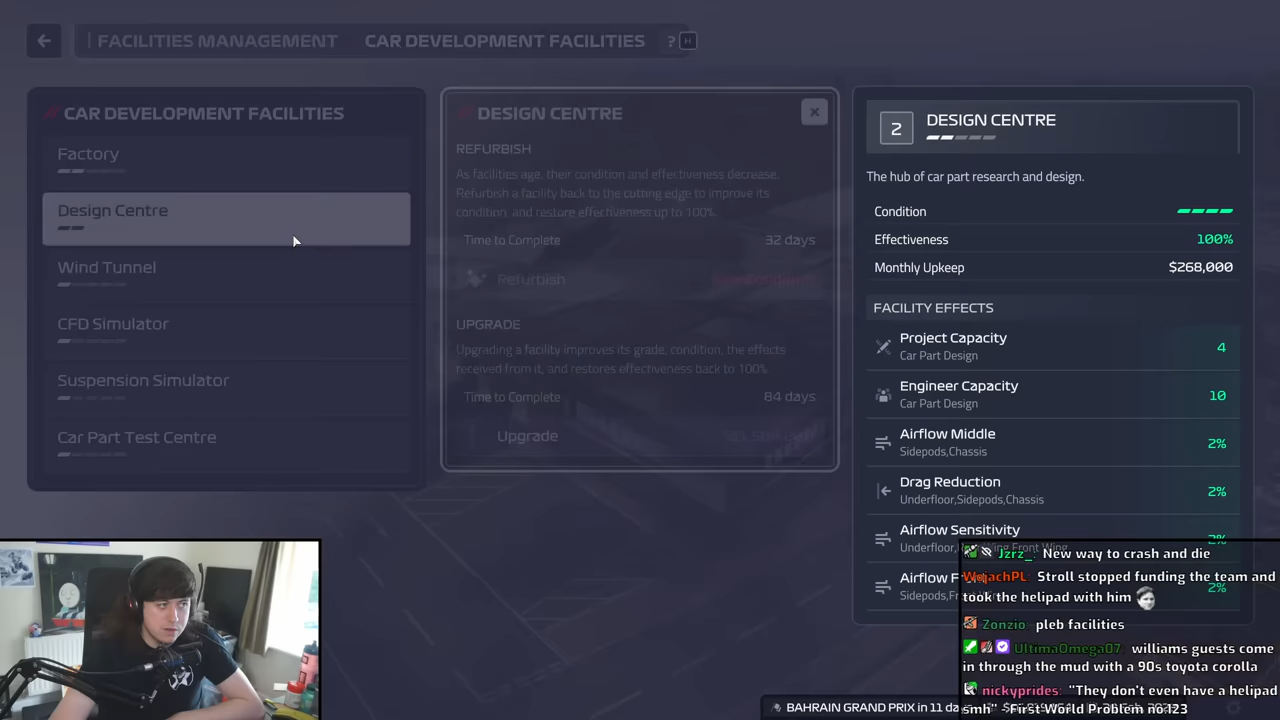 FACILITIES MANAGEMENT CAR DEVELOPMENT FACILITIES ? H
CAR DEVELOPMENT FACILITIES
Factory
Design Centre
Wind Tunnel
CFD Simulator
Suspension Simulator
Car Part Test Centre
DESIGN CENTRE
REFURBISH
As facilities age, their condition and effectiveness decrease.
Refurbish a facility back to the cutting edge to improve its
condition, and restore effectiveness up to 100%.
Time to Complete 32 days
Refurbish
UPGRADE
Upgrading a facility improves its grade, condition, the effects
received from it, and restores effectiveness back to 100%.
Time to Complete 84 days
Upgrade
2 DESIGN CENTRE
The hub of car part research and design.
Condition
Effectiveness 100%
Monthly Upkeep $268,000
FACILITY EFFECTS
Project Capacity 4
Car Part Design
Engineer Capacity 10
Car Part Design
Airflow Middle 2%
Sidepods,Chassis
Drag Reduction 2%
Underfloor,Sidepods,Chassis
Airflow Sensitivity 2%
Underfloor, Wing Front Wing
Airflow F 2%
Sidepods,
Jzrz_: New way to crash and die
WojachPL: Stroll stopped funding the team and
took the helipad with him
Zonzio: pleb facilities
UltimaOmega07: williams guests come
in through the mud with a 90s toyota corolla
nickyprides: "They don't even have a helipad
smh" - First World Problem 2023
BAHRAIN GRAND PRIX in 11 da